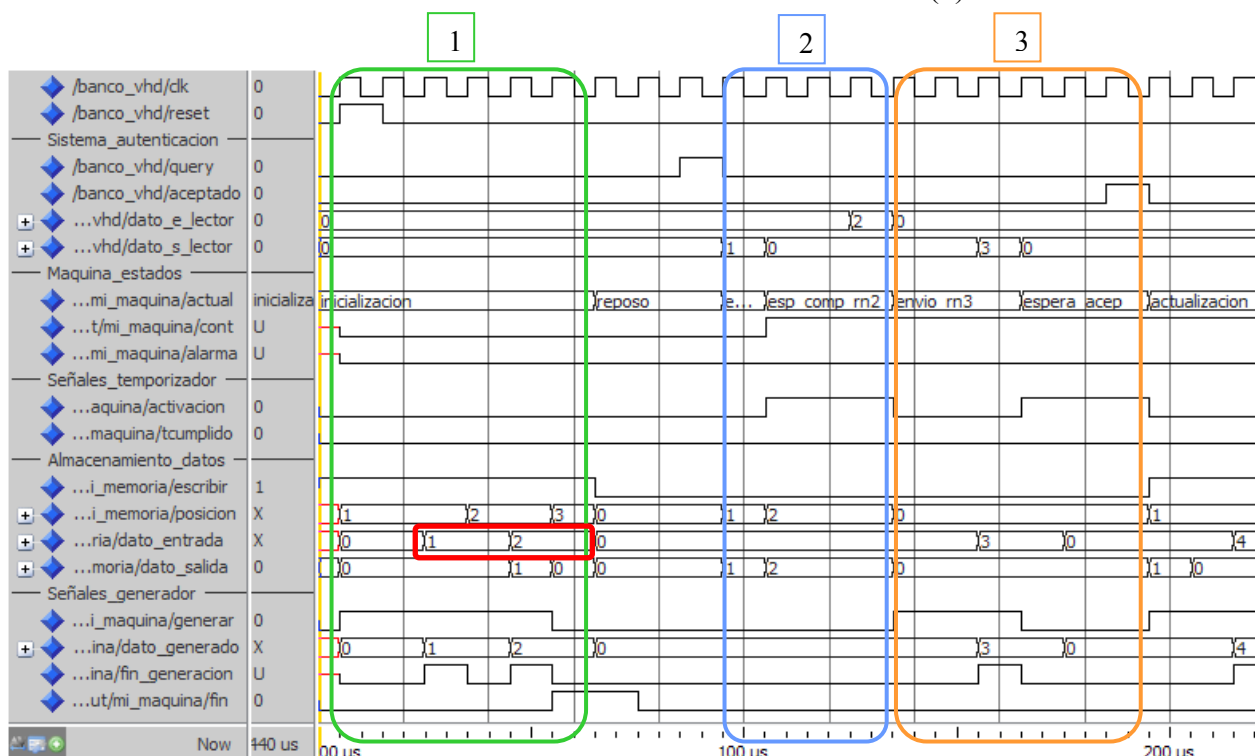 1 2 3
/banco_vhd/clk 0
/banco_vhd/reset 0
Sistema_autenticacion
/banco_vhd/query 0
/banco_vhd/aceptado 0
...vhd/dato_e_lector 0 0 2 0
...vhd/dato_s_lector 0 0 1 0 3 0
Maquina_estados
...mi_maquina/actual inicializa inicializacion reposo e... esp_comp_rn2 envio_rn3 espera_acep actualizacion
...t/mi_maquina/cont U
...mi_maquina/alarma U
Señales_temporizador
...aquina/activacion 0
...maquina/tcumplido 0
Almacenamiento_datos
...i_memoria/escribir 1
...i_memoria/posicion X 1 2 3 0 1 2 0 1
...ria/dato_entrada X 0 1 2 0 3 0 4
...moria/dato_salida 0 0 1 0 0 1 2 0 1 0
Señales_generador
...i_maquina/generar 0
...ina/dato_generado X 0 1 2 0 3 0 4
...ina/fin_generacion U
...ut/mi_maquina/fin 0
Now 440 us 00 us 100 us 200 us